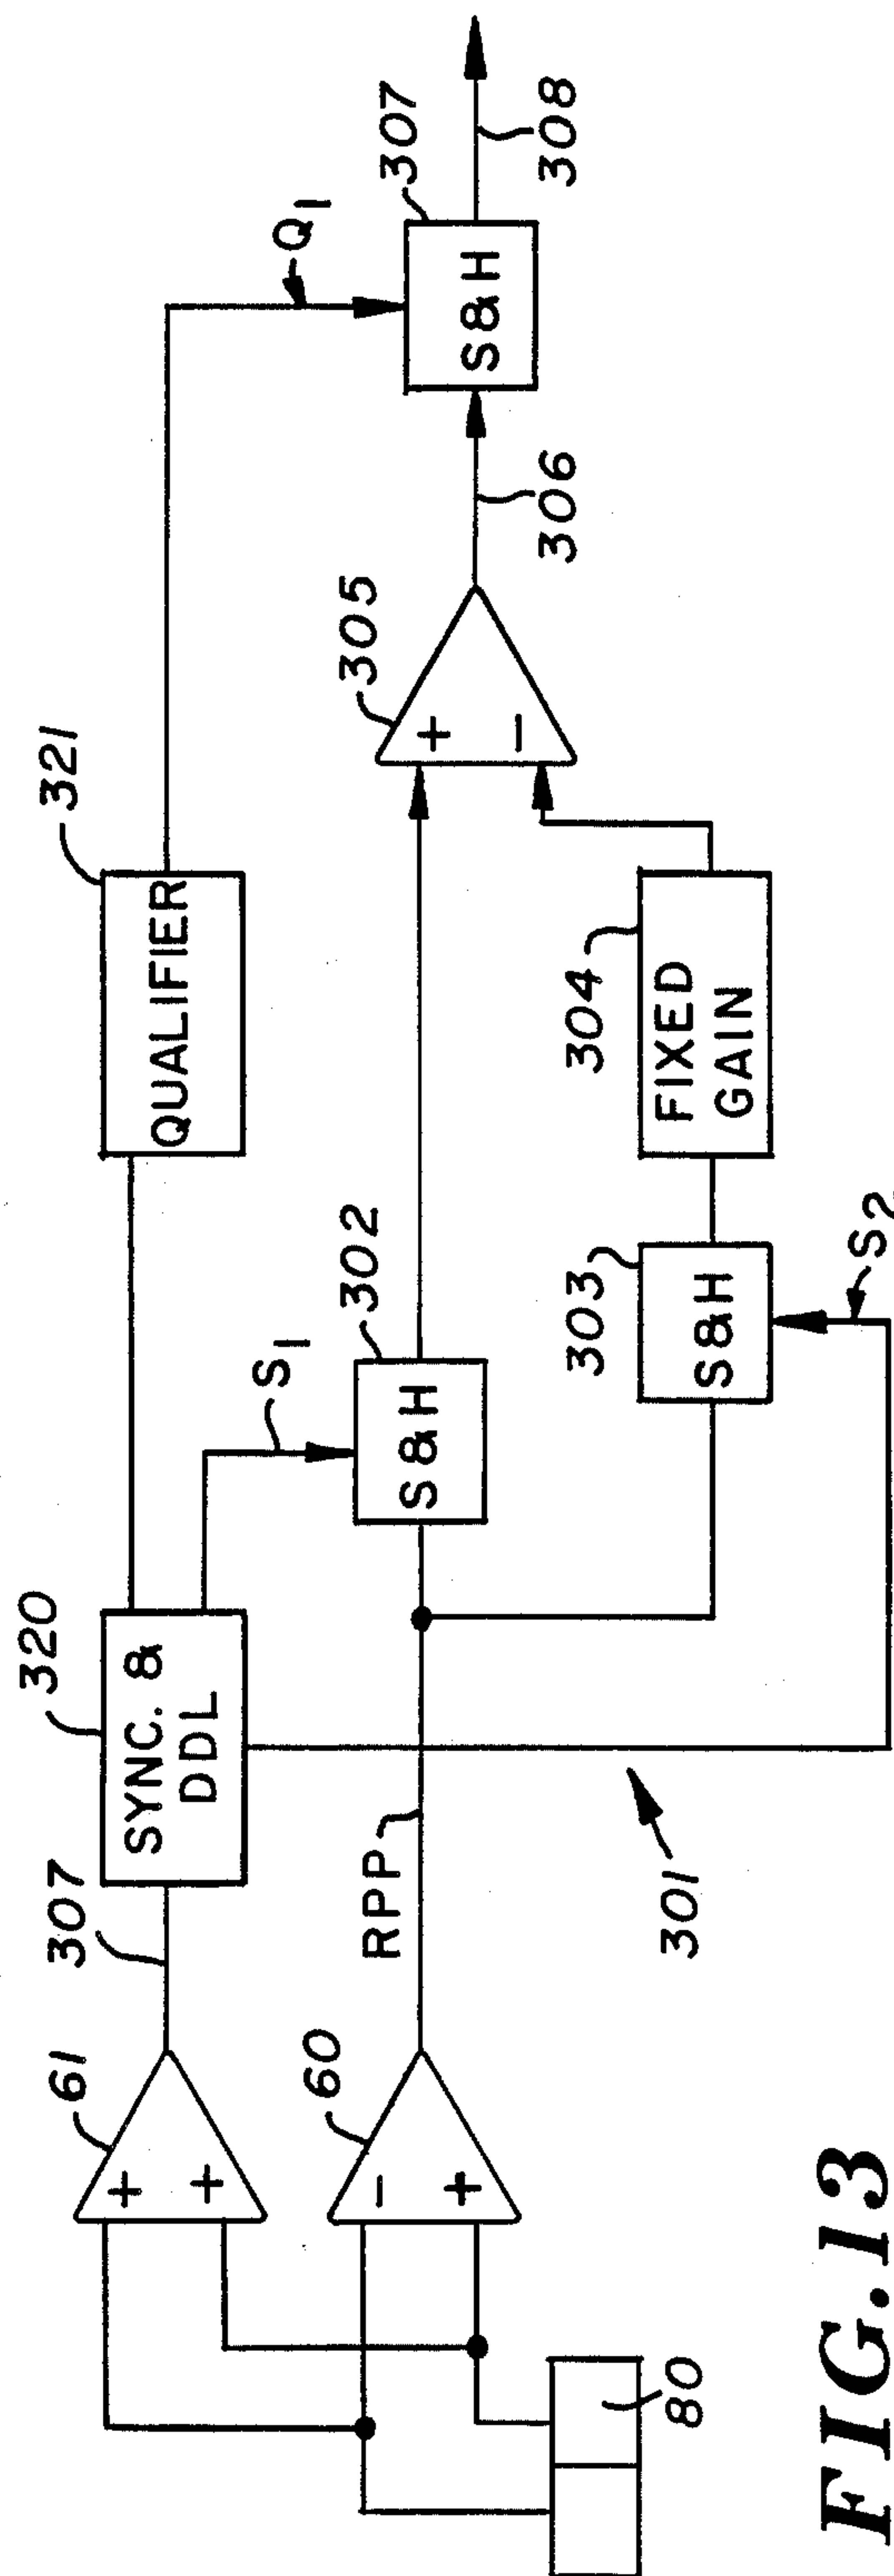 61
307
320
SYNC. &
DDL
321
QUALIFIER
Q1
307
S&H
308
S1
302
S&H
305
+
-
306
+
+
60
-
+
RPP
301
303
S&H
S2
304
FIXED
GAIN
80
FIG. 13